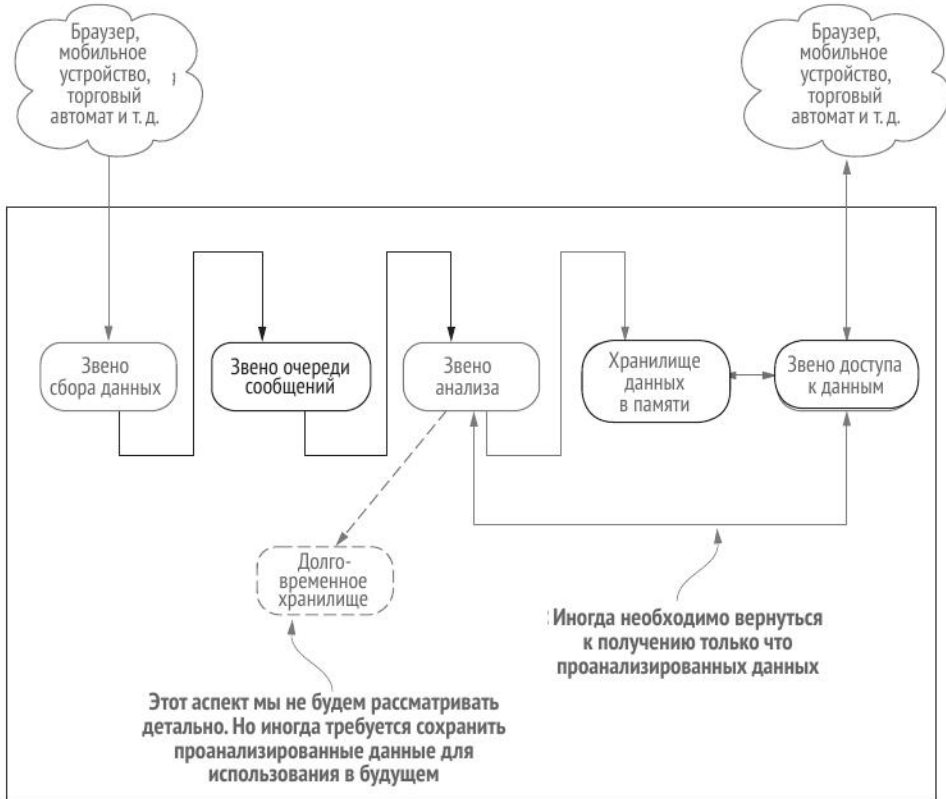 Браузер,
мобильное
устройство,
торговый
автомат и т. д.
Браузер,
мобильное
устройство,
торговый
автомат и т. д.
Звено
сбора данных
Звено очереди
сообщений
Звено
анализа
Хранилище
данных
в памяти
Звено доступа
к данным
Долго-
временное
хранилище
Иногда необходимо вернуться
к получению только что
проанализированных данных
Этот аспект мы не будем рассматривать
детально. Но иногда требуется сохранить
проанализированные данные для
использования в будущем